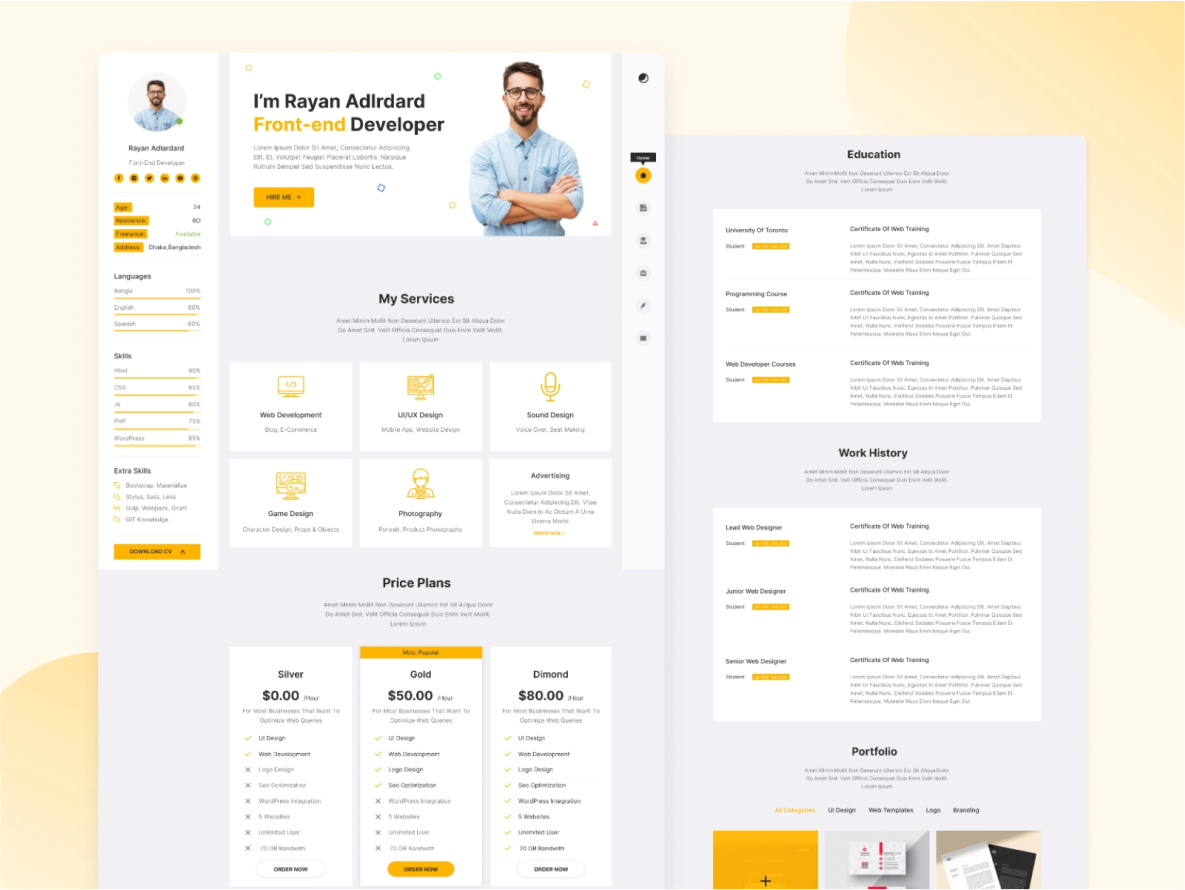 Rayan Adlardard
Font-End Developer
Age: 24
Residence: BD
Freelance: Available
Address: Dhaka,Bangladesh
Languages
Bangla 100%
English 80%
Spanish 60%
Skills
Html 90%
CSS 95%
Js 80%
PHP 75%
WordPress 85%
Extra Skills
Bootstrap, Materialize
Stylus, Sass, Less
Gulp, Webpack, Grunt
GIT Knowledge
DOWNLOAD CV
I'm Rayan Adlrdard
Front-end Developer
Lorem Ipsum Dolor Sit Amet, Consectetur Adipiscing
Elit. Et, Volutpat Feugiat Placerat Lobortis. Natoque
Rutrum Semper Sed Suspendisse Nunc Lectus.
HIRE ME
Home
My Services
Amet Minim Mollit Non Deserunt Ullamco Est Sit Aliqua Dolor
Do Amet Sint. Velit Officia Consequat Duis Enim Velit Mollit.
Lorem Ipsum
Web Development
Blog, E-Commerce
UI/UX Design
Mobile App, Website Design
Sound Design
Voice Over, Beat Making
Game Design
Character Design, Props & Objects
Photography
Portrait, Product Photography
Advertising
Lorem Ipsum Dolor Sit Amet,
Consectetur Adipiscing Elit. Vitae
Nulla Diam In Ac Dictum A Urna
Viverra Morbi.
ORDER NOW
Price Plans
Amet Minim Mollit Non Deserunt Ullamco Est Sit Aliqua Dolor
Do Amet Sint. Velit Officia Consequat Duis Enim Velit Mollit.
Lorem Ipsum
Silver
$0.00 /Hour
For Most Businesses That Want To
Optimize Web Queries
UI Design
Web Development
Logo Design
Seo Optimization
WordPress Integration
5 Websites
Unlimited User
20 GB Bandwith
ORDER NOW
Most Popular
Gold
$50.00 /Hour
For Most Businesses That Want To
Optimize Web Queries
UI Design
Web Development
Logo Design
Seo Optimization
WordPress Integration
5 Websites
Unlimited User
20 GB Bandwith
ORDER NOW
Dimond
$80.00 /Hour
For Most Businesses That Want To
Optimize Web Queries
UI Design
Web Development
Logo Design
Seo Optimization
WordPress Integration
5 Websites
Unlimited User
20 GB Bandwith
ORDER NOW
Education
Amet Minim Mollit Non Deserunt Ullamco Est Sit Aliqua Dolor
Do Amet Sint. Velit Officia Consequat Duis Enim Velit Mollit.
Lorem Ipsum
University Of Toronto
Student
Certificate Of Web Training
Lorem Ipsum Dolor Sit Amet, Consectetur Adipiscing Elit. Amet Dapibus
Nibh Ut Faucibus Nunc, Egestas Id Amet Porttitor. Pulvinar Quisque Sed
Amet, Nulla Nunc. Eleifend Sodales Posuere Fusce Tempus Etiam Et
Pellentesque. Molestie Risus Enim Neque Eget Dui.
Programming Course
Student
Certificate Of Web Training
Lorem Ipsum Dolor Sit Amet, Consectetur Adipiscing Elit. Amet Dapibus
Nibh Ut Faucibus Nunc, Egestas Id Amet Porttitor. Pulvinar Quisque Sed
Amet, Nulla Nunc. Eleifend Sodales Posuere Fusce Tempus Etiam Et
Pellentesque. Molestie Risus Enim Neque Eget Dui.
Web Developer Courses
Student
Certificate Of Web Training
Lorem Ipsum Dolor Sit Amet, Consectetur Adipiscing Elit. Amet Dapibus
Nibh Ut Faucibus Nunc, Egestas Id Amet Porttitor. Pulvinar Quisque Sed
Amet, Nulla Nunc. Eleifend Sodales Posuere Fusce Tempus Etiam Et
Pellentesque. Molestie Risus Enim Neque Eget Dui.
Work History
Amet Minim Mollit Non Deserunt Ullamco Est Sit Aliqua Dolor
Do Amet Sint. Velit Officia Consequat Duis Enim Velit Mollit.
Lorem Ipsum
Lead Web Designer
Student
Certificate Of Web Training
Lorem Ipsum Dolor Sit Amet, Consectetur Adipiscing Elit. Amet Dapibus
Nibh Ut Faucibus Nunc, Egestas Id Amet Porttitor. Pulvinar Quisque Sed
Amet, Nulla Nunc. Eleifend Sodales Posuere Fusce Tempus Etiam Et
Pellentesque. Molestie Risus Enim Neque Eget Dui.
Junior Web Designer
Student
Certificate Of Web Training
Lorem Ipsum Dolor Sit Amet, Consectetur Adipiscing Elit. Amet Dapibus
Nibh Ut Faucibus Nunc, Egestas Id Amet Porttitor. Pulvinar Quisque Sed
Amet, Nulla Nunc. Eleifend Sodales Posuere Fusce Tempus Etiam Et
Pellentesque. Molestie Risus Enim Neque Eget Dui.
Senior Web Designer
Student
Certificate Of Web Training
Lorem Ipsum Dolor Sit Amet, Consectetur Adipiscing Elit. Amet Dapibus
Nibh Ut Faucibus Nunc, Egestas Id Amet Porttitor. Pulvinar Quisque Sed
Amet, Nulla Nunc. Eleifend Sodales Posuere Fusce Tempus Etiam Et
Pellentesque. Molestie Risus Enim Neque Eget Dui.
Portfolio
Amet Minim Mollit Non Deserunt Ullamco Est Sit Aliqua Dolor
Do Amet Sint. Velit Officia Consequat Duis Enim Velit Mollit.
Lorem Ipsum
All Categories UI Design Web Templates Logo Branding